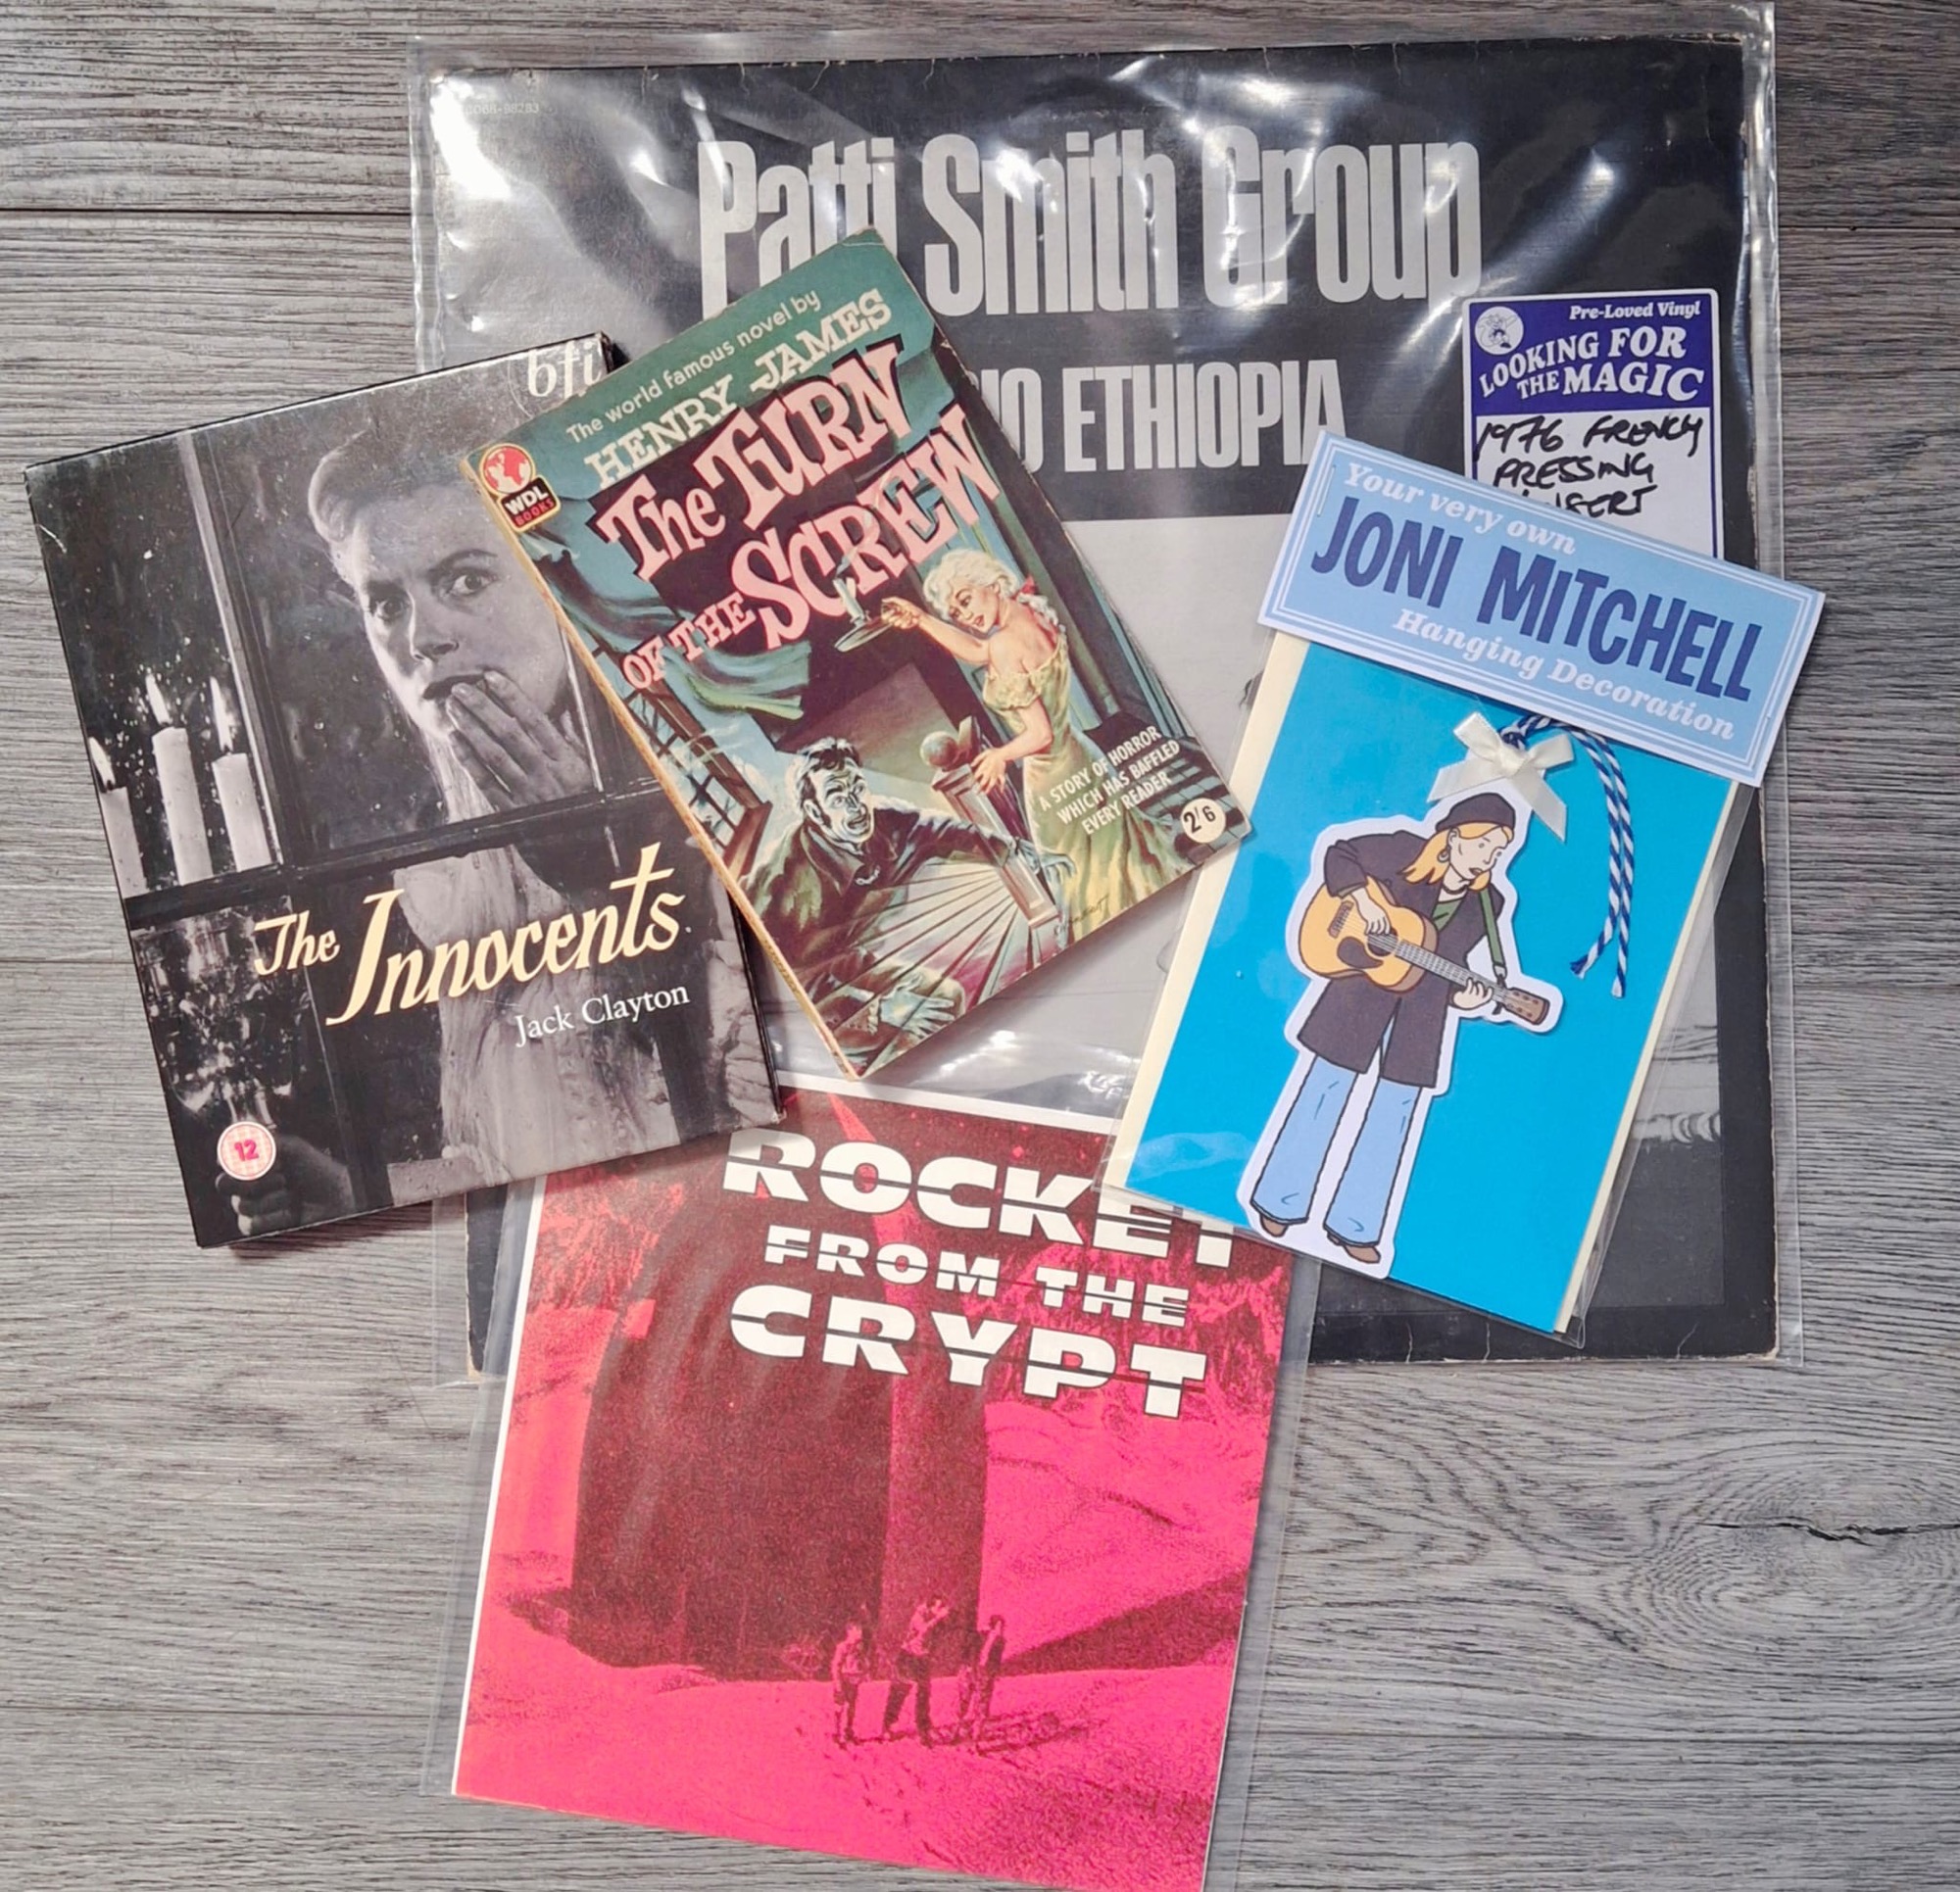 Patti Smith Group
IO ETHIOPIA
Pre-Loved Vinyl
LOOKING FOR
THE MAGIC
1976 FRENCH
PRESSING
INSERT
bfi
The Innocents
Jack Clayton
12
The world famous novel by
HENRY JAMES
The TURN
OF THE SCREW
WDL
BOOKS
A STORY OF HORROR
WHICH HAS BAFFLED
EVERY READER
2/6
Your very own
JONI MITCHELL
Hanging Decoration
ROCKET
FROM THE
CRYPT